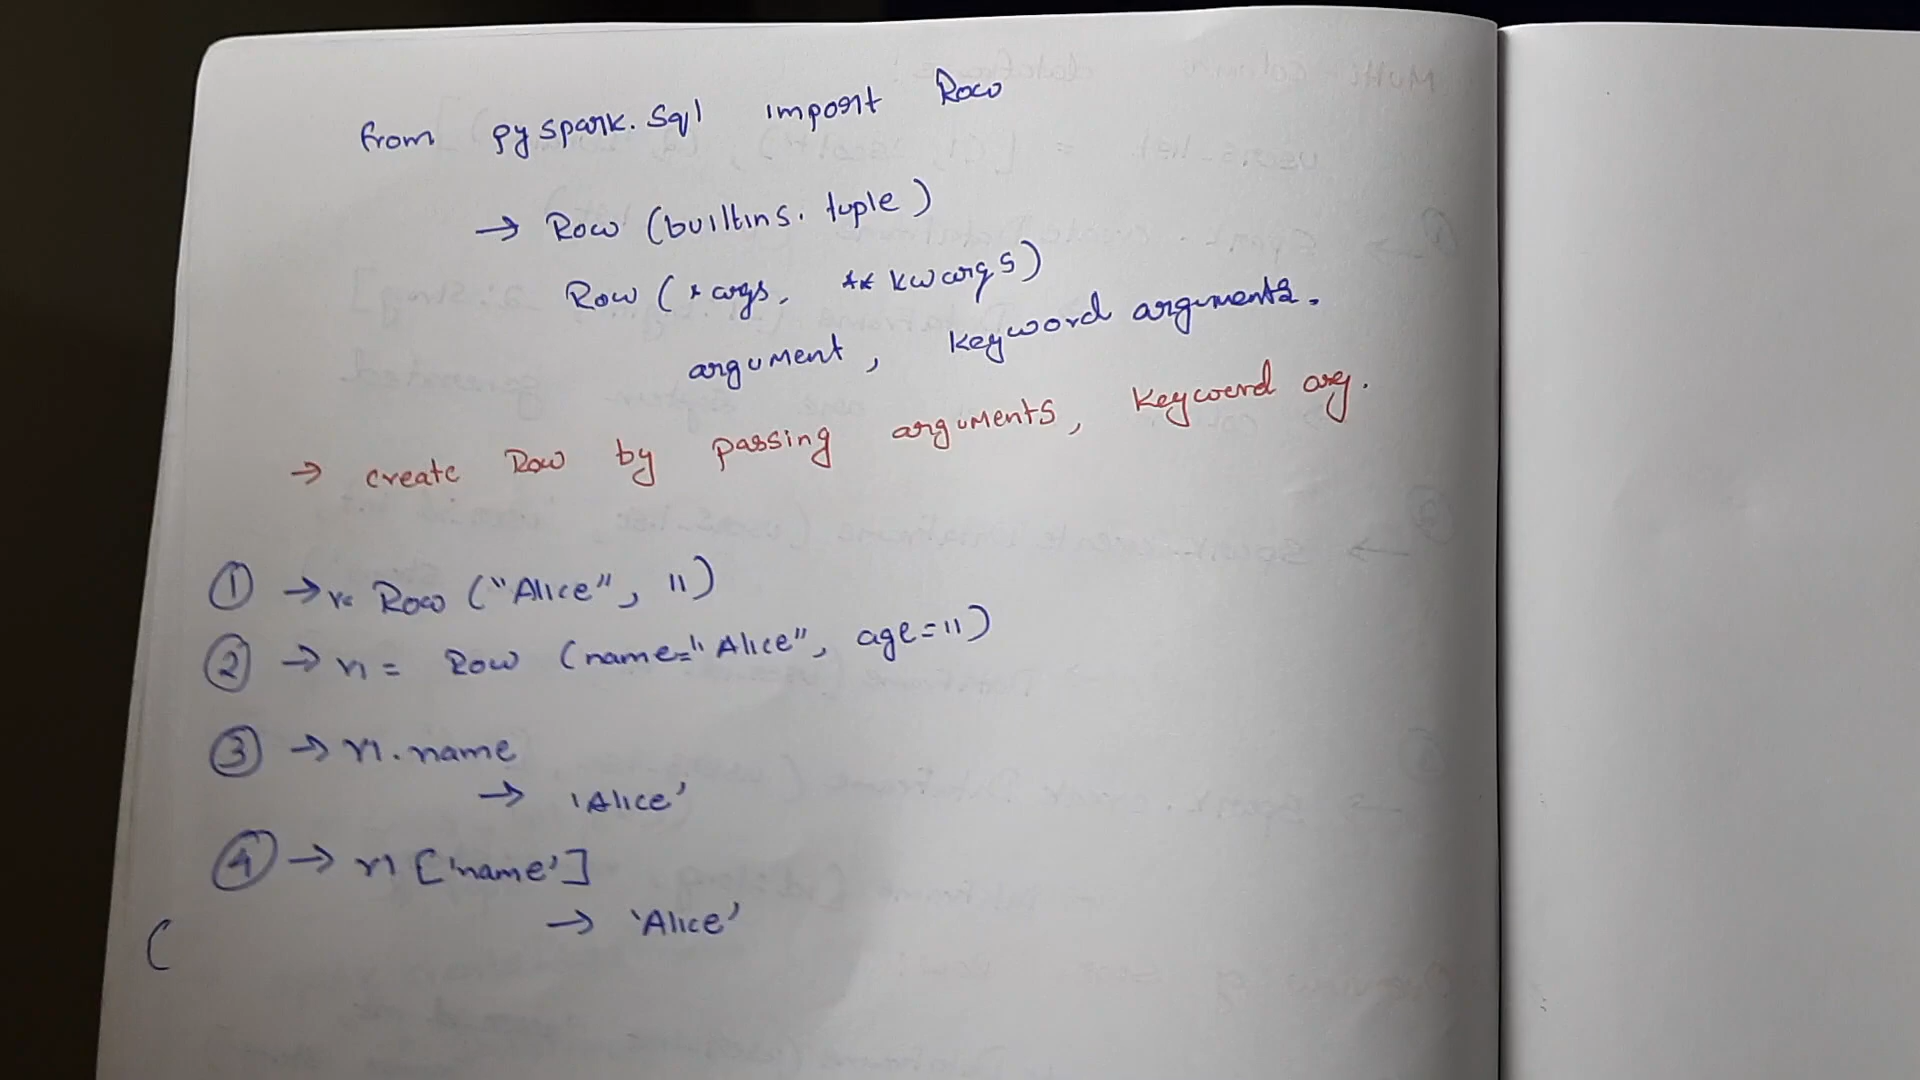 from pyspark.sql import Row
→ Row (builtins. tuple)
Row (*args, **kwargs)
argument, keyword arguments.
→ create Row by passing arguments, Keyword arg.
① → r= Row ("Alice", 11)
② → r1 = Row (name="Alice", age=11)
③ → r1.name
→ 'Alice'
④ → r1 ['name']
→ 'Alice'
(